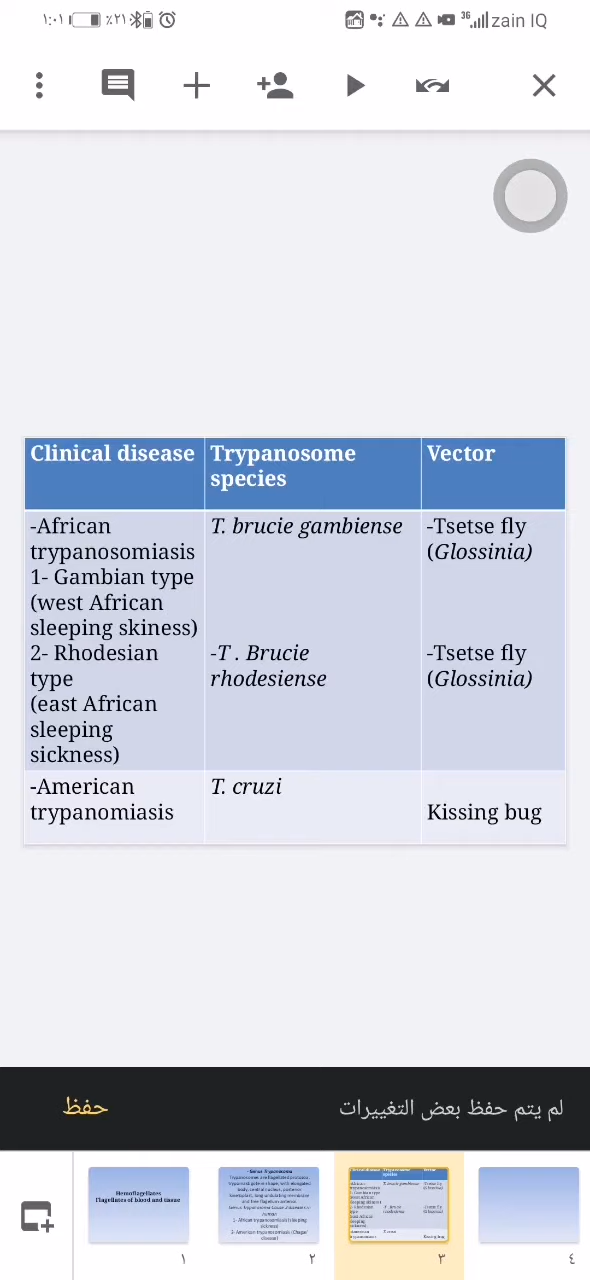 ١:٠١ ٪٢١ 3G zain IQ
Clinical disease
Trypanosome
species
Vector
-African
trypanosomiasis
1- Gambian type
(west African
sleeping skiness)
2- Rhodesian
type
(east African
sleeping
sickness)
T. brucie gambiense
-T . Brucie
rhodesiense
-Tsetse fly
(Glossinia)
-Tsetse fly
(Glossinia)
-American
trypanomiasis
T. cruzi
Kissing bug
لم يتم حفظ بعض التغييرات
حفظ
Hemoflagellates
Flagellates of blood and tissue
١
٢
٣
٤